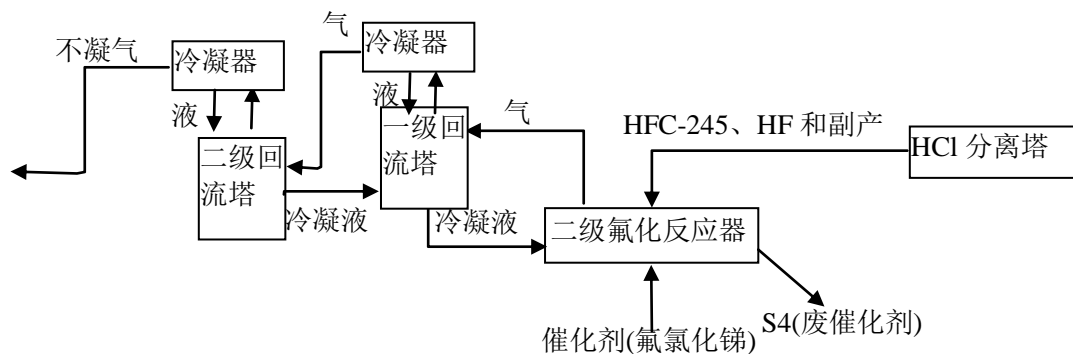 不凝气
冷凝器
气
冷凝器
液
液
一级回
流塔
气
HFC-245、HF 和副产
HCl 分离塔
二级回
流塔
冷凝液
冷凝液
二级氟化反应器
催化剂(氟氯化锑)
S4(废催化剂)